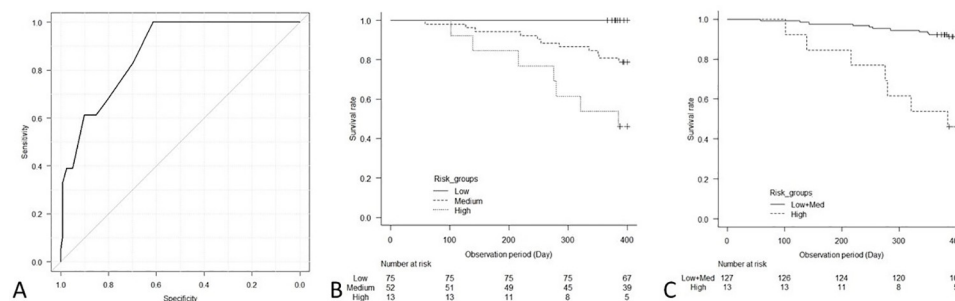 1.0
0.8
0.6
0.4
0.2
0.0
Sensitivity
1.0 0.8 0.6 0.4 0.2 0.0
Specificity
A
1.0
0.8
0.6
0.4
0.2
0.0
Survival rate
Risk_groups
Low
Medium
High
0 100 200 300 400
Observation period (Day)
Number at risk
Low 75 75 75 75 67
Medium 52 51 49 45 39
High 13 13 11 8 5
B
1.0
0.8
0.6
0.4
0.2
0.0
Survival rate
Risk_groups
Low+Med
High
0 100 200 300
Observation period (Day)
Number at risk
Low+Med 127 126 124 120
High 13 13 11 8
C